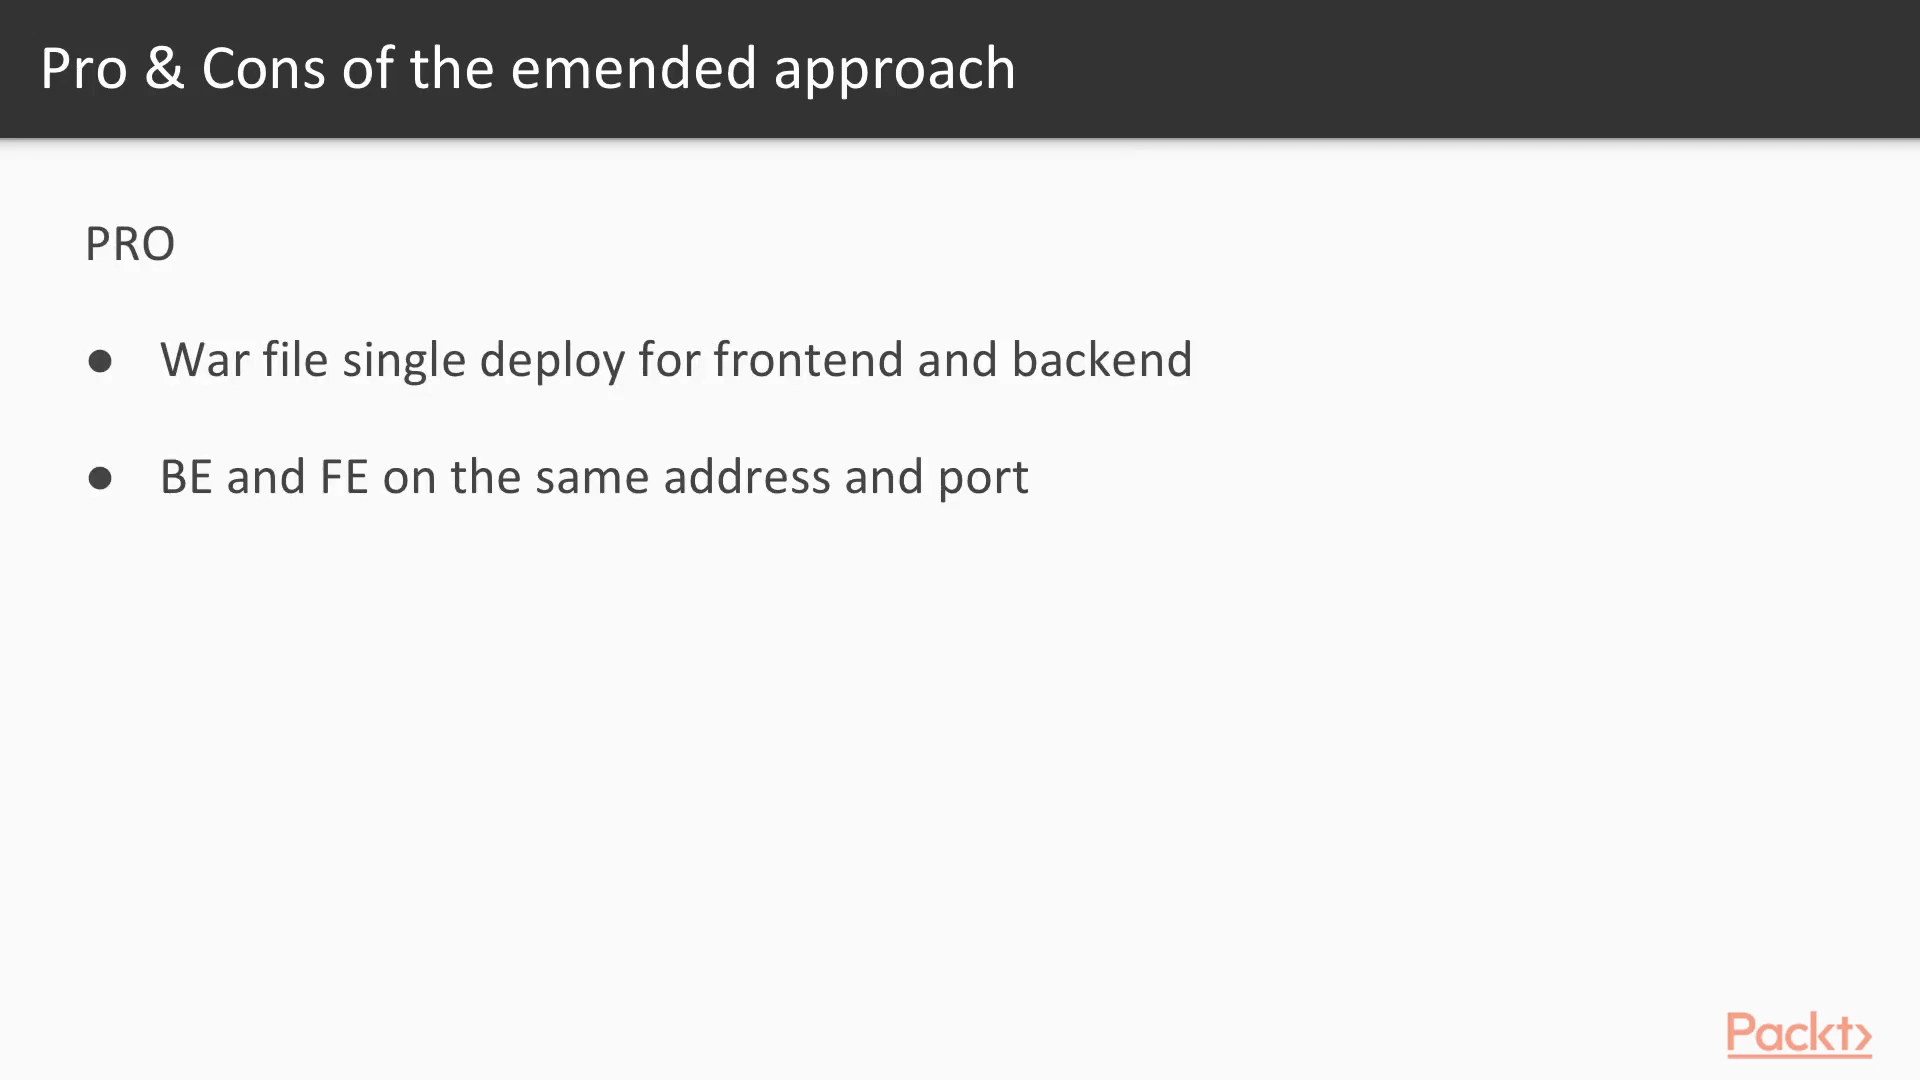 Pro & Cons of the emended approach
PRO
● War file single deploy for frontend and backend
● BE and FE on the same address and port
Packt>